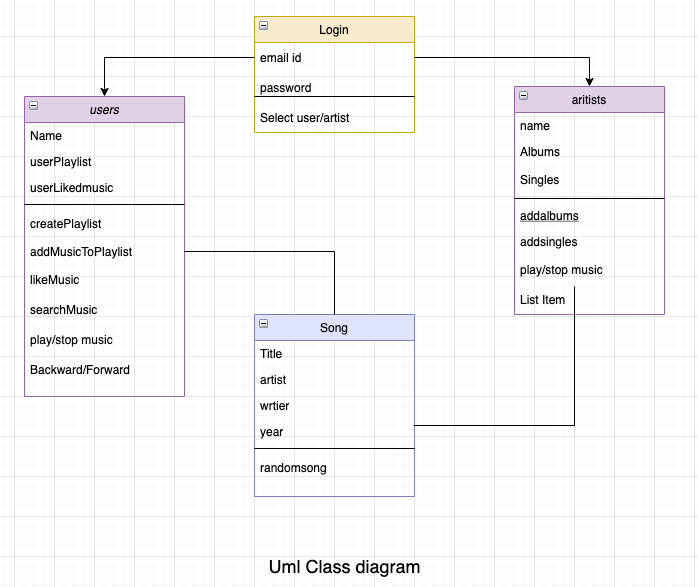 Login
email id
password
Select user/artist
users
Name
userPlaylist
userLikedmusic
createPlaylist
addMusicToPlaylist
likeMusic
searchMusic
play/stop music
Backward/Forward
aritists
name
Albums
Singles
addalbums
addsingles
play/stop music
List Item
Song
Title
artist
wrtier
year
randomsong
Uml Class diagram